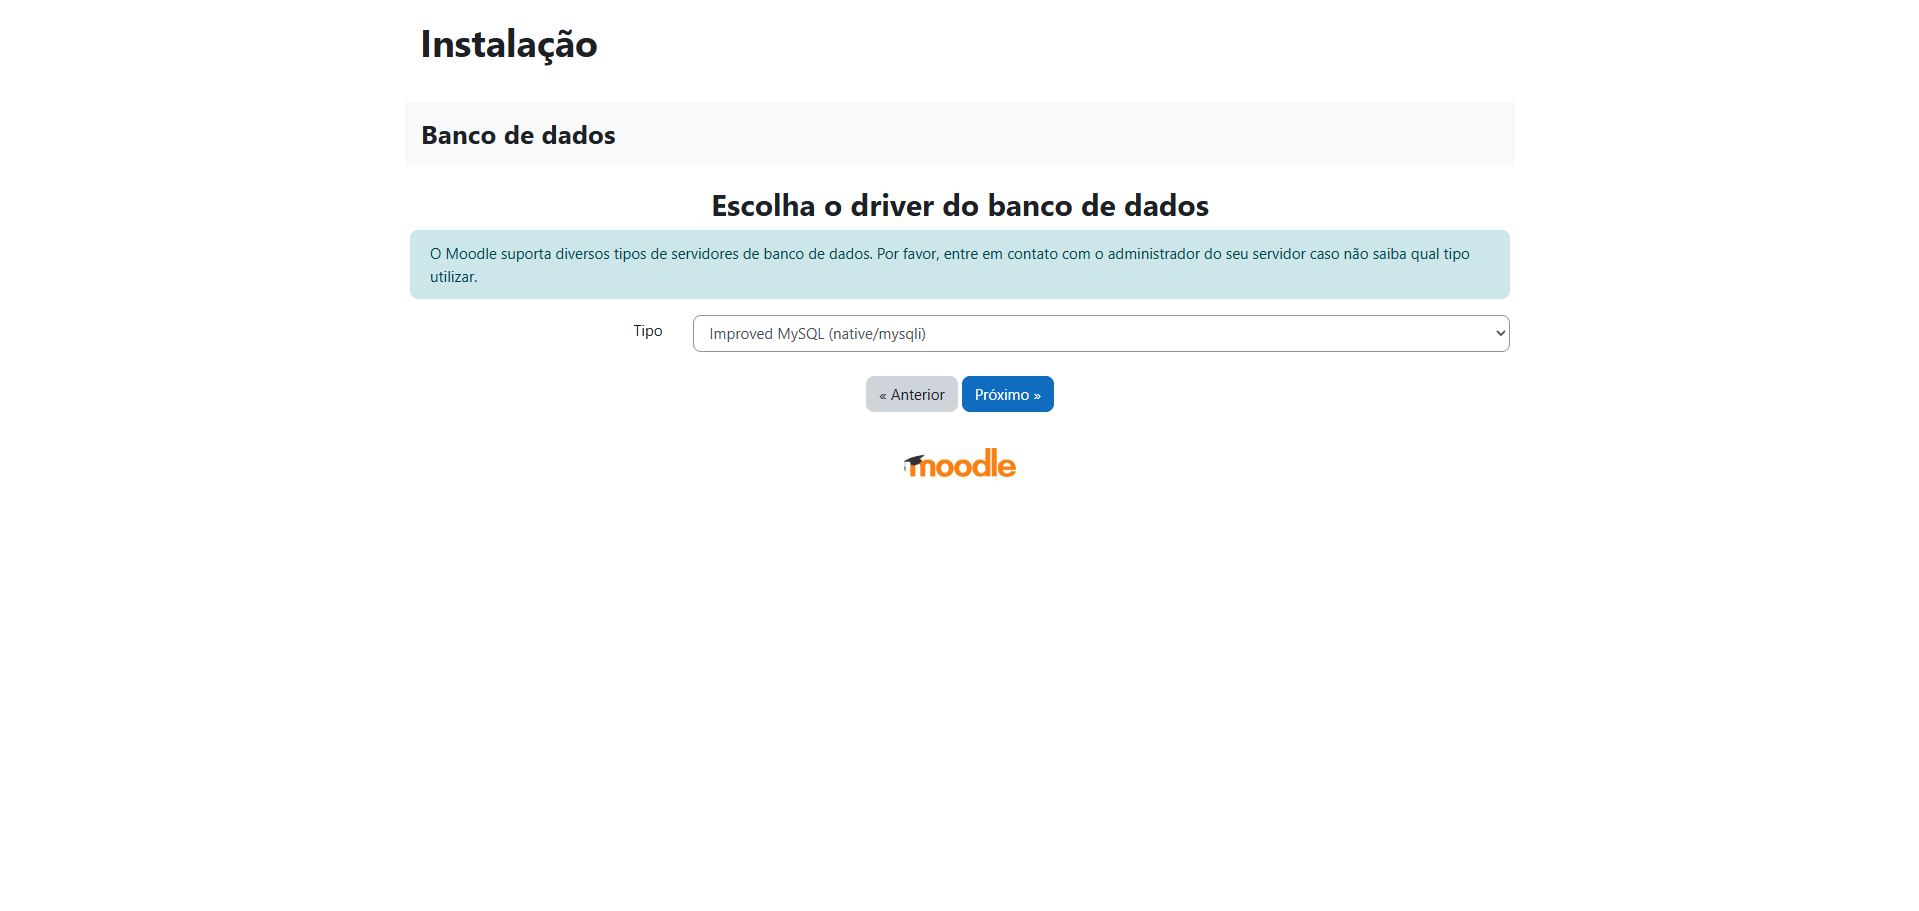 Instalação
Banco de dados
Escolha o driver do banco de dados
O Moodle suporta diversos tipos de servidores de banco de dados. Por favor, entre em contato com o administrador do seu servidor caso não saiba qual tipo
utilizar.
Tipo
Improved MySQL (native/mysqli)
« Anterior
Próximo »
moodle